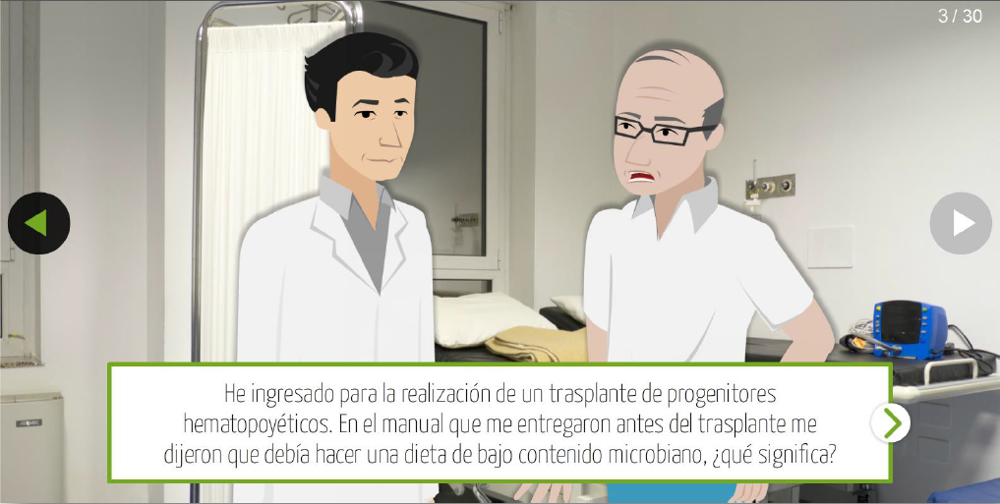 3 / 30
He ingresado para la realización de un trasplante de progenitores
hematopoyéticos. En el manual que me entregaron antes del trasplante me
dijeron que debía hacer una dieta de bajo contenido microbiano, ¿qué significa?